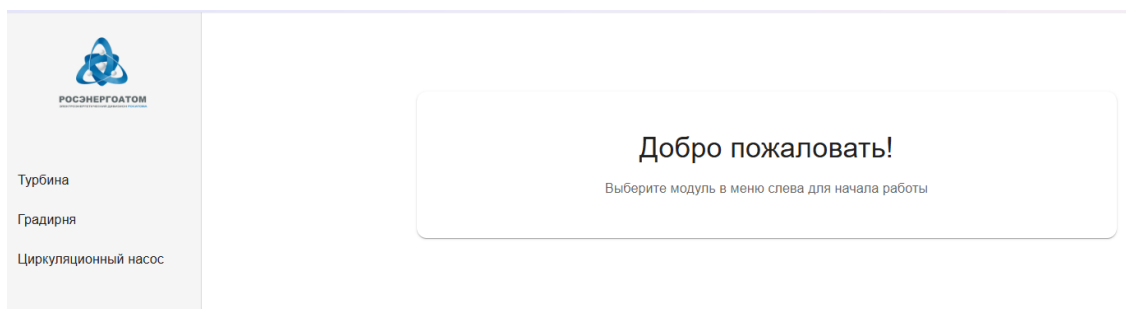 РОСЭНЕРГОАТОМ
Турбина
Градирня
Циркуляционный насос
Добро пожаловать!
Выберите модуль в меню слева для начала работы